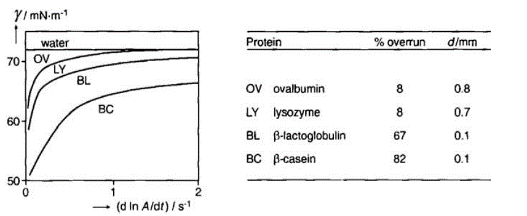 γ / mN·m⁻¹
water
OV
70
LY
BL
BC
60
50
0 1 2
→ (d ln A/dt) / s⁻¹
Protein % overrun d/mm
OV ovalbumin 8 0.8
LY lysozyme 8 0.7
BL β-lactoglobulin 67 0.1
BC β-casein 82 0.1